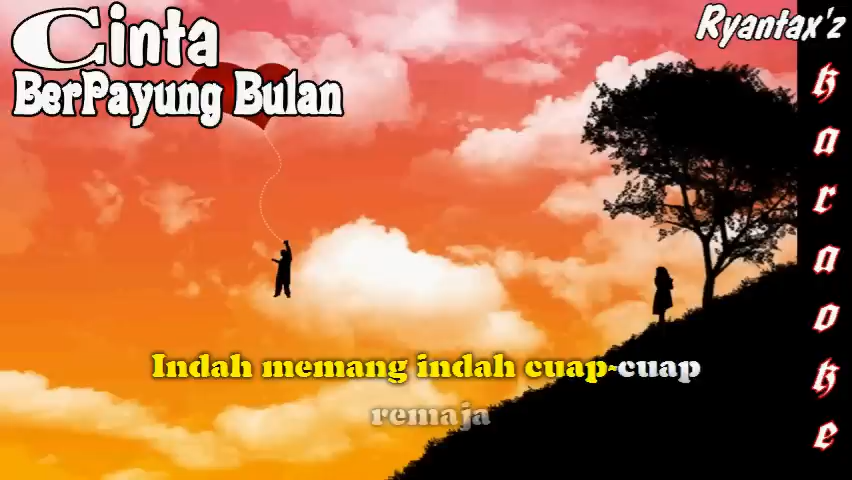 Cinta
BerPayung Bulan
Ryantax'z
karaoke
Indah memang indah cuap-cuap
remaja